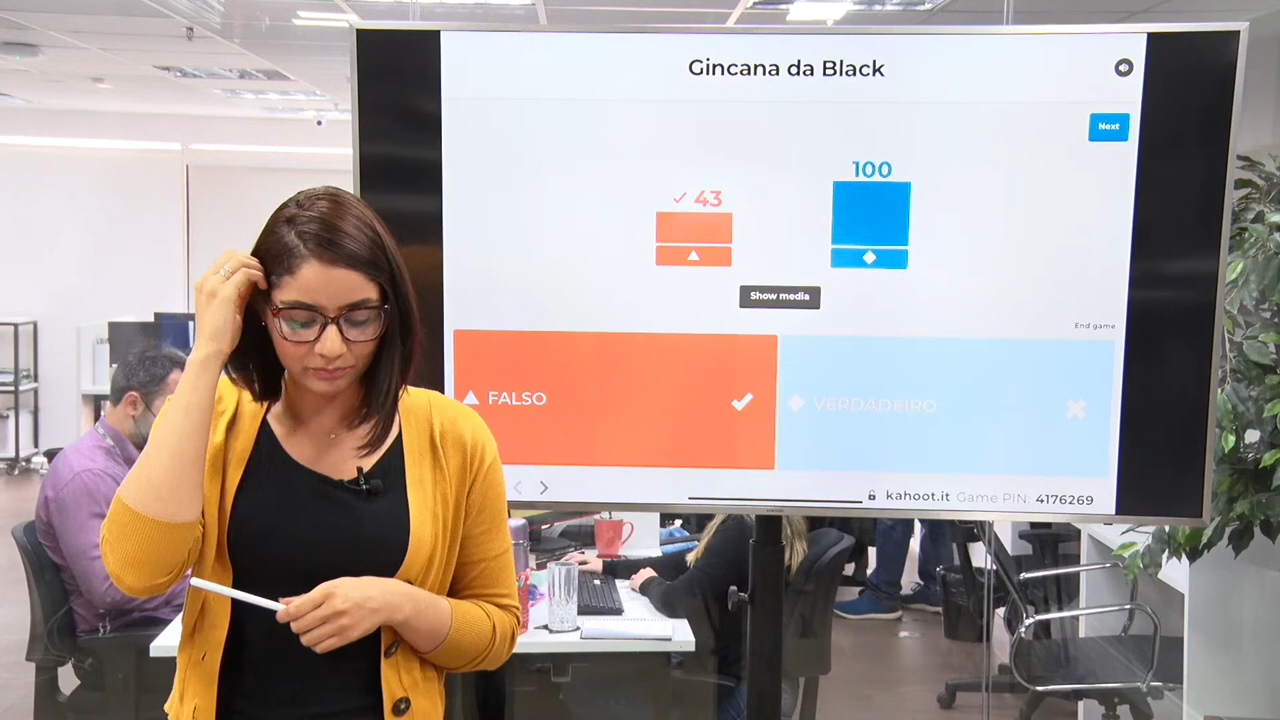 Gincana da Black
Next
43
100
Show media
End game
FALSO
VERDADEIRO
kahoot.it Game PIN: 4176269